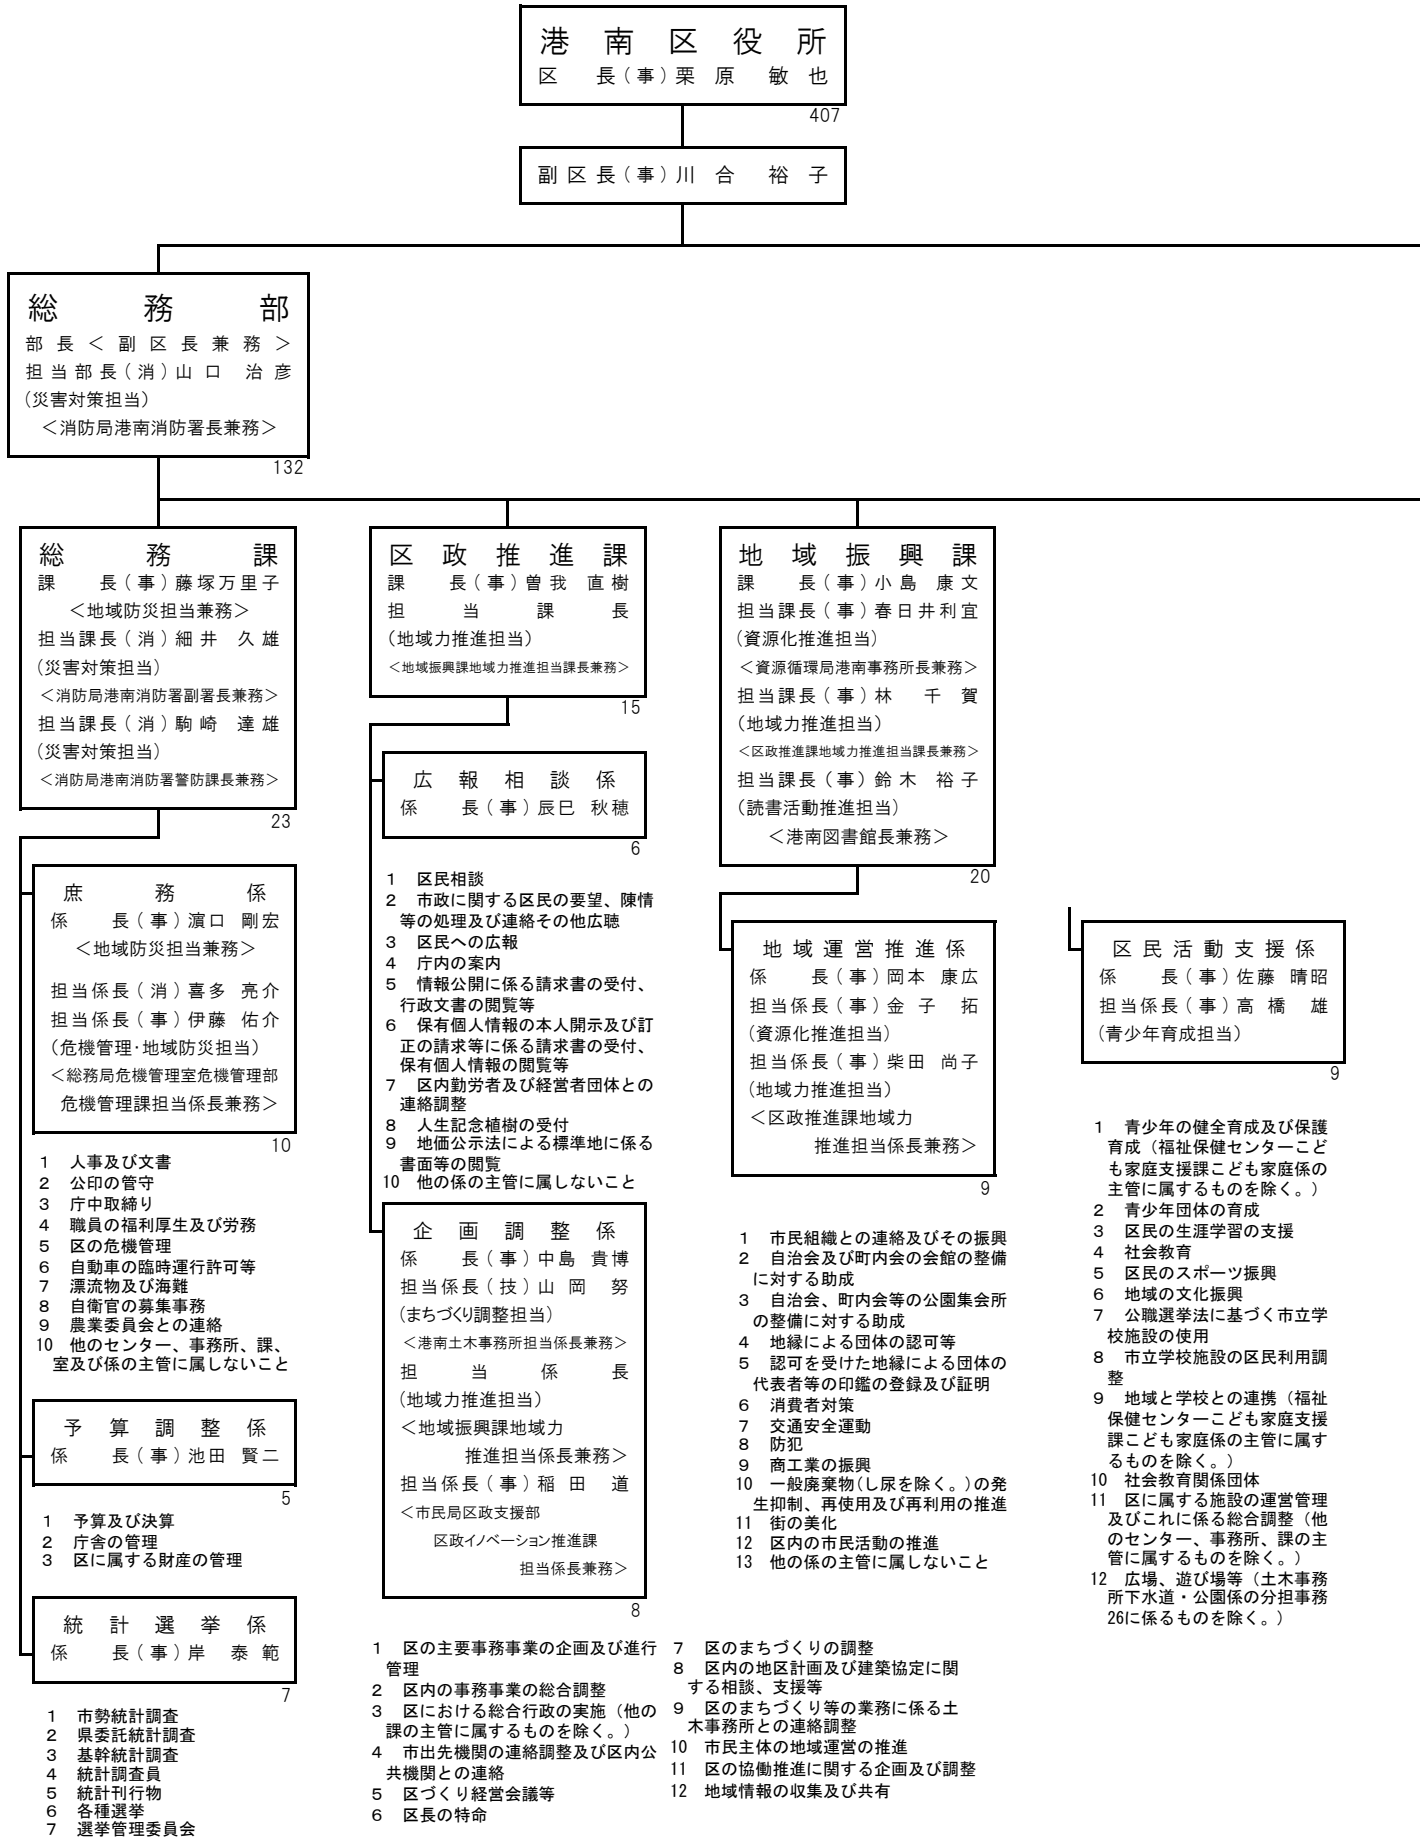 港南区役所
区長(事)栗原敏也
407
副区長(事)川合裕子
総務部
部長＜副区長兼務＞
担当部長(消)山口治彦
(災害対策担当)
＜消防局港南消防署長兼務＞
132
総務課
課長(事)藤塚万里子
＜地域防災担当兼務＞
担当課長(消)細井久雄
(災害対策担当)
＜消防局港南消防署副署長兼務＞
担当課長(消)駒崎達雄
(災害対策担当)
＜消防局港南消防署警防課長兼務＞
23
庶務係
係長(事)濵口剛宏
＜地域防災担当兼務＞
担当係長(消)喜多亮介
担当係長(事)伊藤佑介
(危機管理･地域防災担当)
＜総務局危機管理室危機管理部
危機管理課担当係長兼務＞
10
1 人事及び文書
2 公印の管守
3 庁中取締り
4 職員の福利厚生及び労務
5 区の危機管理
6 自動車の臨時運行許可等
7 漂流物及び海難
8 自衛官の募集事務
9 農業委員会との連絡
10 他のセンター、事務所、課、
室及び係の主管に属しないこと
予算調整係
係長(事)池田賢二
5
1 予算及び決算
2 庁舎の管理
3 区に属する財産の管理
統計選挙係
係長(事)岸泰範
7
1 市勢統計調査
2 県委託統計調査
3 基幹統計調査
4 統計調査員
5 統計刊行物
6 各種選挙
7 選挙管理委員会
区政推進課
課長(事)曽我直樹
担当課長
(地域力推進担当)
＜地域振興課地域力推進担当課長兼務＞
15
広報相談係
係長(事)辰巳秋穂
6
1 区民相談
2 市政に関する区民の要望、陳情
等の処理及び連絡その他広聴
3 区民への広報
4 庁内の案内
5 情報公開に係る請求書の受付、
行政文書の閲覧等
6 保有個人情報の本人開示及び訂
正の請求等に係る請求書の受付、
保有個人情報の閲覧等
7 区内勤労者及び経営者団体との
連絡調整
8 人生記念植樹の受付
9 地価公示法による標準地に係る
書面等の閲覧
10 他の係の主管に属しないこと
企画調整係
係長(事)中島貴博
担当係長(技)山岡努
(まちづくり調整担当)
＜港南土木事務所担当係長兼務＞
担当係長
(地域力推進担当)
＜地域振興課地域力
推進担当係長兼務＞
担当係長(事)稲田道
＜市民局区政支援部
区政イノベーション推進課
担当係長兼務＞
8
1 区の主要事務事業の企画及び進行
管理
2 区内の事務事業の総合調整
3 区における総合行政の実施（他の
課の主管に属するものを除く。）
4 市出先機関の連絡調整及び区内公
共機関との連絡
5 区づくり経営会議等
6 区長の特命
7 区のまちづくりの調整
8 区内の地区計画及び建築協定に関
する相談、支援等
9 区のまちづくり等の業務に係る土
木事務所との連絡調整
10 市民主体の地域運営の推進
11 区の協働推進に関する企画及び調整
12 地域情報の収集及び共有
地域振興課
課長(事)小島康文
担当課長(事)春日井利宜
(資源化推進担当)
＜資源循環局港南事務所長兼務＞
担当課長(事)林千賀
(地域力推進担当)
＜区政推進課地域力推進担当課長兼務＞
担当課長(事)鈴木裕子
(読書活動推進担当)
＜港南図書館長兼務＞
20
地域運営推進係
係長(事)岡本康広
担当係長(事)金子拓
(資源化推進担当)
担当係長(事)柴田尚子
(地域力推進担当)
＜区政推進課地域力
推進担当係長兼務＞
9
1 市民組織との連絡及びその振興
2 自治会及び町内会の会館の整備
に対する助成
3 自治会、町内会等の公園集会所
の整備に対する助成
4 地縁による団体の認可等
5 認可を受けた地縁による団体の
代表者等の印鑑の登録及び証明
6 消費者対策
7 交通安全運動
8 防犯
9 商工業の振興
10 一般廃棄物(し尿を除く。)の発
生抑制、再使用及び再利用の推進
11 街の美化
12 区内の市民活動の推進
13 他の係の主管に属しないこと
区民活動支援係
係長(事)佐藤晴昭
担当係長(事)高橋雄
(青少年育成担当)
9
1 青少年の健全育成及び保護
育成（福祉保健センターこど
も家庭支援課こども家庭係の
主管に属するものを除く。）
2 青少年団体の育成
3 区民の生涯学習の支援
4 社会教育
5 区民のスポーツ振興
6 地域の文化振興
7 公職選挙法に基づく市立学
校施設の使用
8 市立学校施設の区民利用調
整
9 地域と学校との連携（福祉
保健センターこども家庭支援
課こども家庭係の主管に属す
るものを除く。）
10 社会教育関係団体
11 区に属する施設の運営管理
及びこれに係る総合調整（他
のセンター、事務所、課の主
管に属するものを除く。）
12 広場、遊び場等（土木事務
所下水道・公園係の分担事務
26に係るものを除く。）